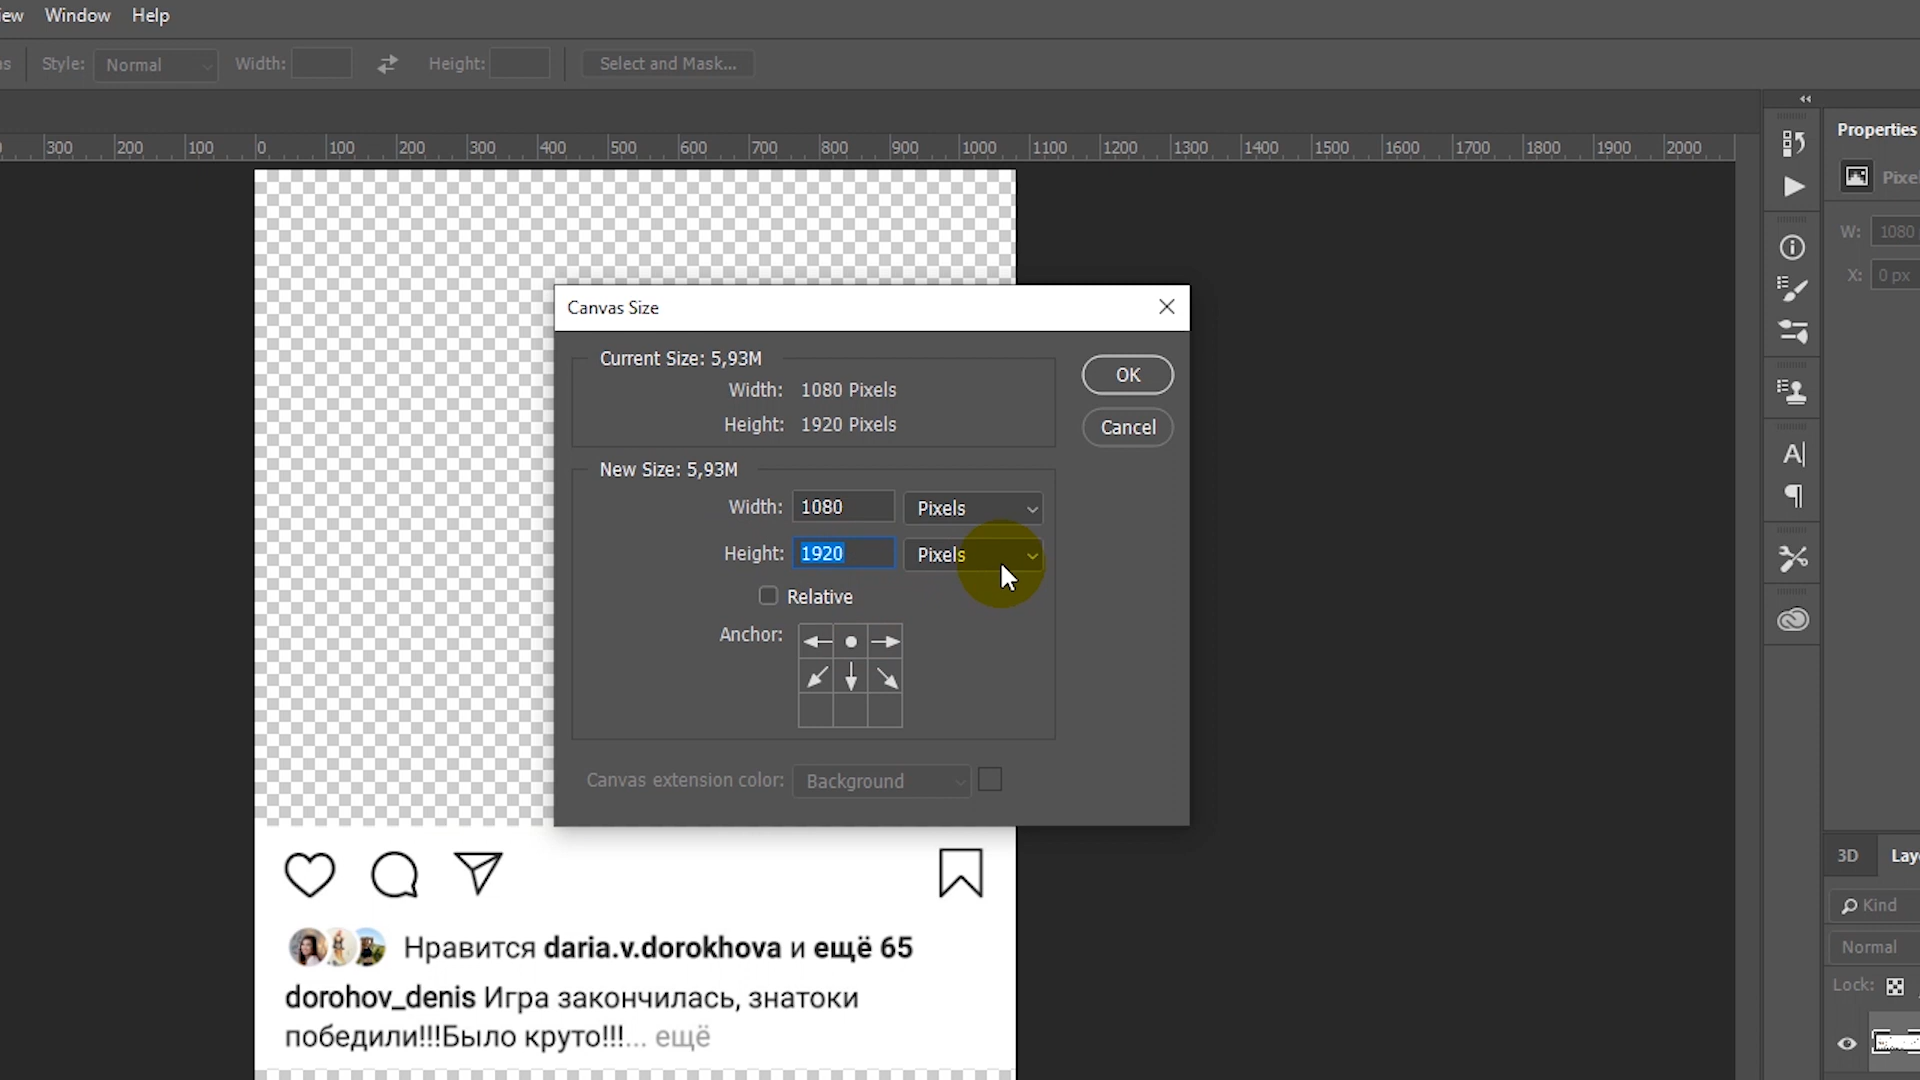 Window Help
Style: Normal Width: Height: Select and Mask...
300 200 100 0 100 200 300 400 500 600 700 800 900 1000 1100 1200 1300 1400 1500 1600 1700 1800 1900 2000
Properties
W: 1080
X: 0 px
Canvas Size
Current Size: 5,93M
Width: 1080 Pixels
Height: 1920 Pixels
OK
Cancel
New Size: 5,93M
Width: 1080 Pixels
Height: 1920 Pixels
Relative
Anchor:
Canvas extension color: Background
3D
Kind
Normal
Lock:
Нравится daria.v.dorokhova и ещё 65
dorohov_denis Игра закончилась, знатоки
победили!!!Было круто!!!... ещё